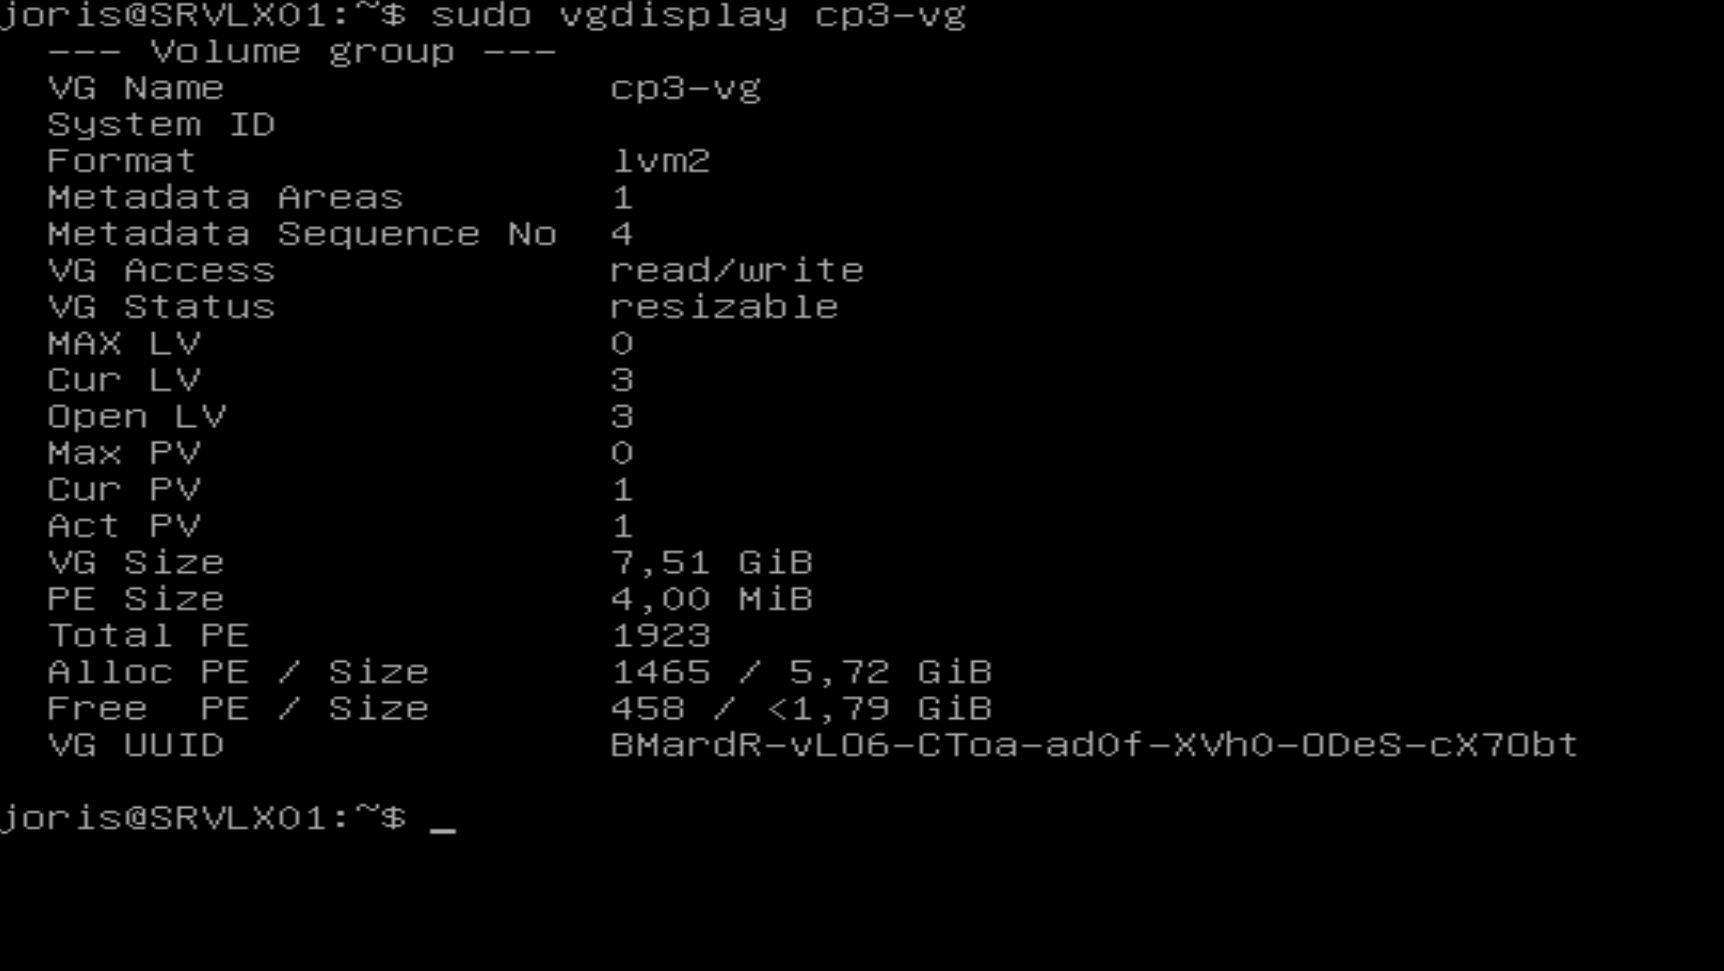 joris@SRVLX01:~$ sudo vgdisplay cp3-vg
  --- Volume group ---
  VG Name               cp3-vg
  System ID
  Format                lvm2
  Metadata Areas        1
  Metadata Sequence No  4
  VG Access             read/write
  VG Status             resizable
  MAX LV                0
  Cur LV                3
  Open LV               3
  Max PV                0
  Cur PV                1
  Act PV                1
  VG Size               7,51 GiB
  PE Size               4,00 MiB
  Total PE              1923
  Alloc PE / Size       1465 / 5,72 GiB
  Free  PE / Size       458 / <1,79 GiB
  VG UUID               BMardR-vLO6-CToa-ad0f-XVh0-ODeS-cX7Obt
joris@SRVLX01:~$ _